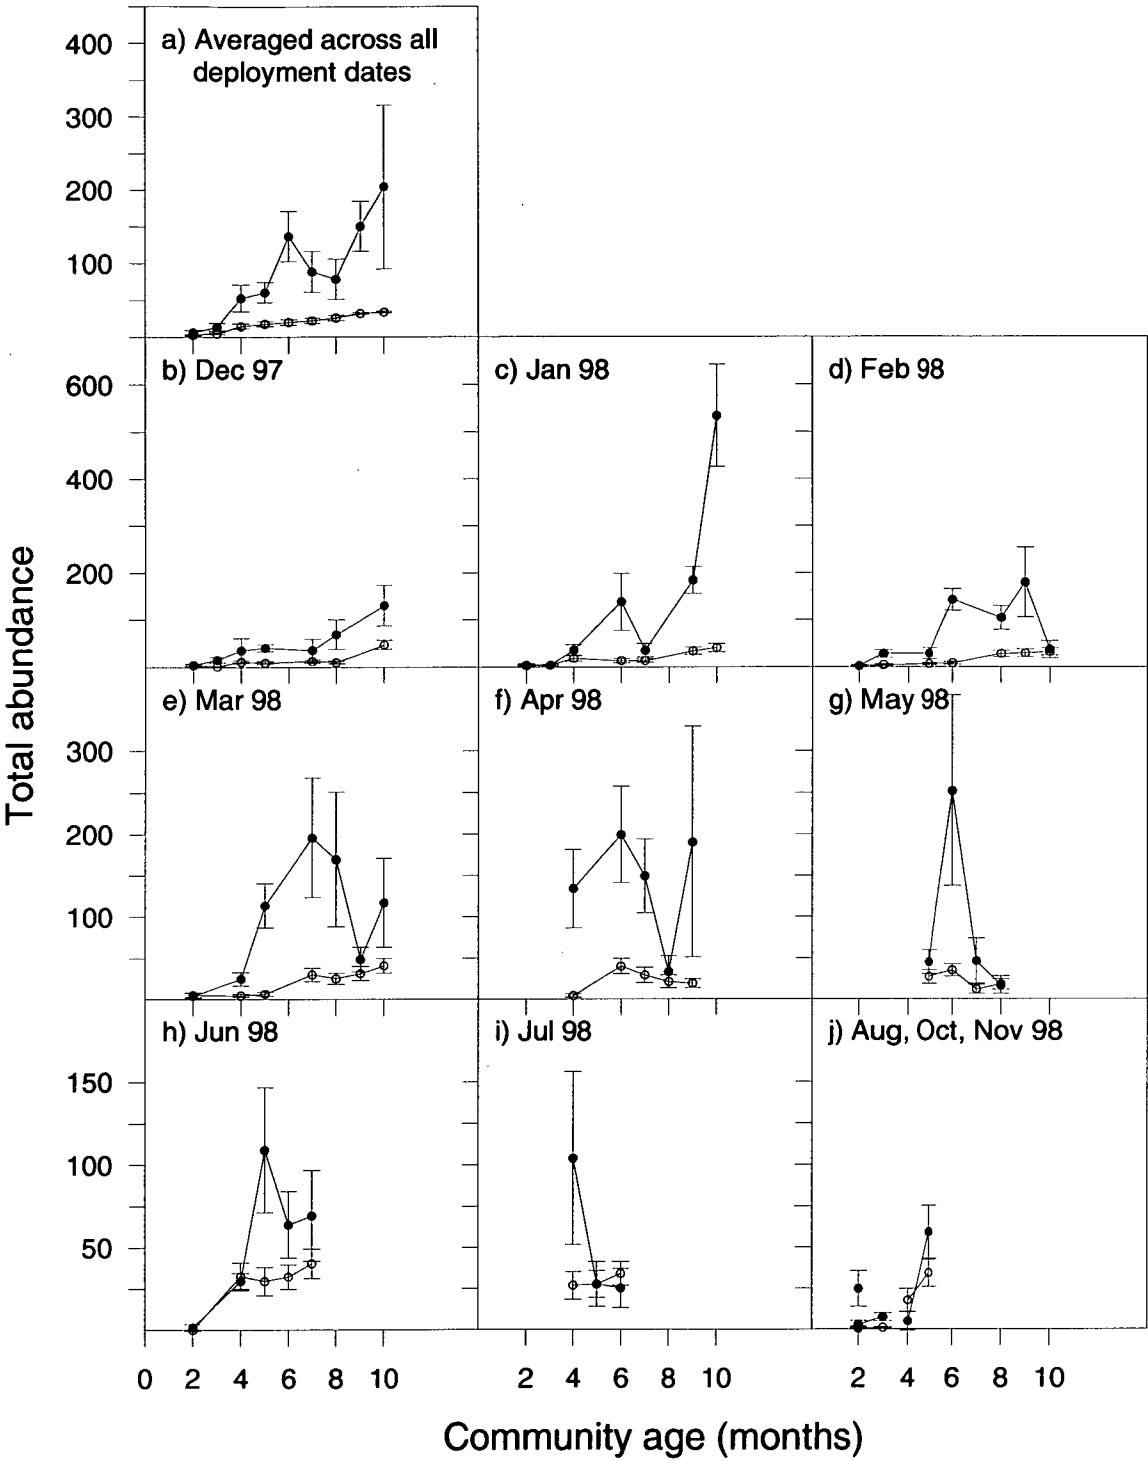 a) Averaged across all
deployment dates
400
300
200
100
b) Dec 97
c) Jan 98
d) Feb 98
600
400
200
e) Mar 98
f) Apr 98
g) May 98
300
200
100
h) Jun 98
i) Jul 98
j) Aug, Oct, Nov 98
150
100
50
0 2 4 6 8 10
2 4 6 8 10
2 4 6 8 10
Total abundance
Community age (months)